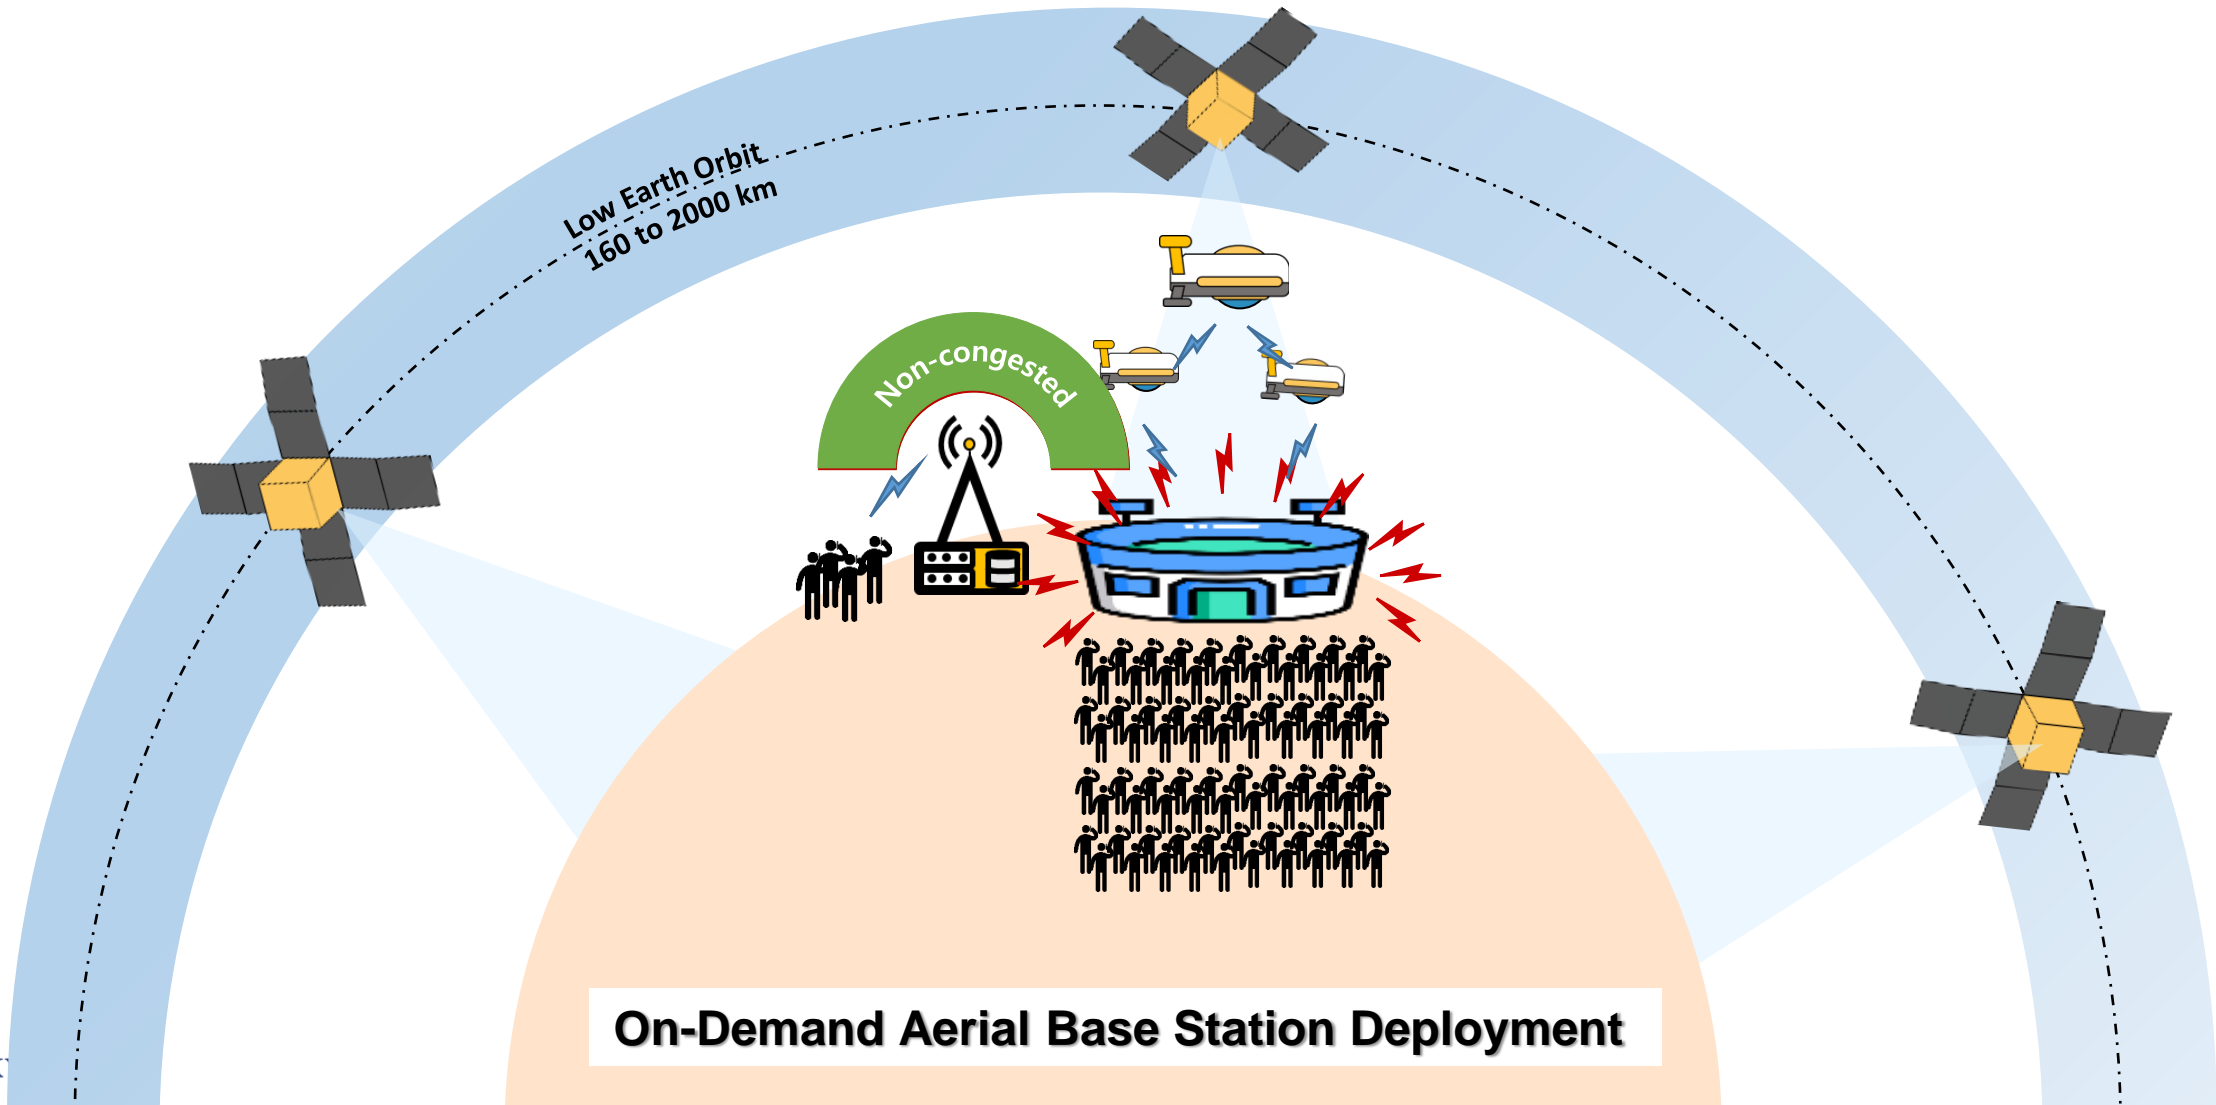 Low Earth Orbit
160 to 2000 km
Non-congested
On-Demand Aerial Base Station Deployment